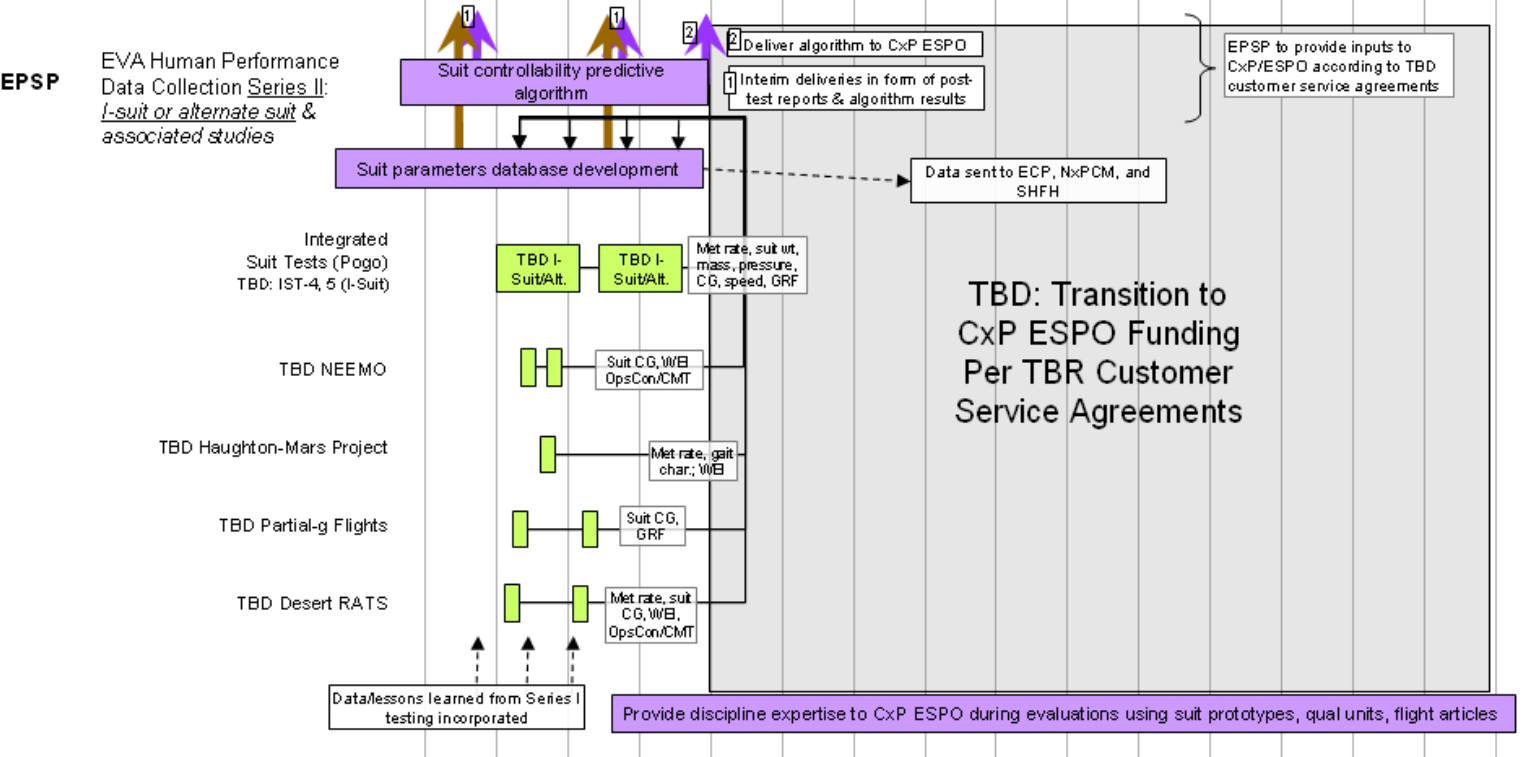 1
1
2
2
Deliver algorithm to CxP ESPO
EPSP to provide inputs to
CxP/ESPO according to TBD
customer service agreements
EPSP
EVA Human Performance
Data Collection Series II:
I-suit or alternate suit &
associated studies
Suit controllability predictive
algorithm
1
Interim deliveries in form of post-
test reports & algorithm results
Suit parameters database development
Data sent to ECP, NxPCM, and
SHFH
Integrated
Suit Tests (Pogo)
TBD: IST-4, 5 (I-Suit)
TBD I-
Suit/Alt.
TBD I-
Suit/Alt.
Met rate, suit wt,
mass, pressure,
CG, speed, GRF
TBD: Transition to
CxP ESPO Funding
Per TBR Customer
Service Agreements
TBD NEEMO
Suit CG, WEI
OpsCon/CMT
TBD Haughton-Mars Project
Met rate, gait
char.; WEI
TBD Partial-g Flights
Suit CG,
GRF
TBD Desert RATS
Met rate, suit
CG, WEI,
OpsCon/CMT
Data/lessons learned from Series I
testing incorporated
Provide discipline expertise to CxP ESPO during evaluations using suit prototypes, qual units, flight articles